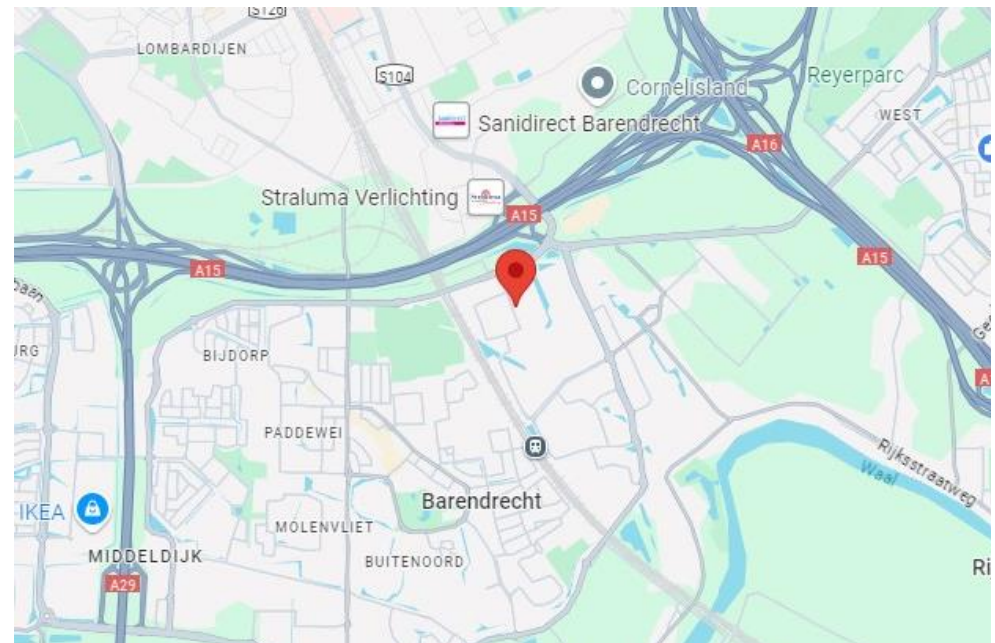 S126
LOMBARDIJEN
S104
Cornelisland
Reyerparc
Sanidirect Barendrecht
WEST
A16
Straluma Verlichting
A15
A15
A15
BIJDORP
PADDEWEI
Rijksstraatweg
Waal
IKEA
Barendrecht
MOLENVLIET
MIDDELDIJK
BUITENOORD
Ri
A29